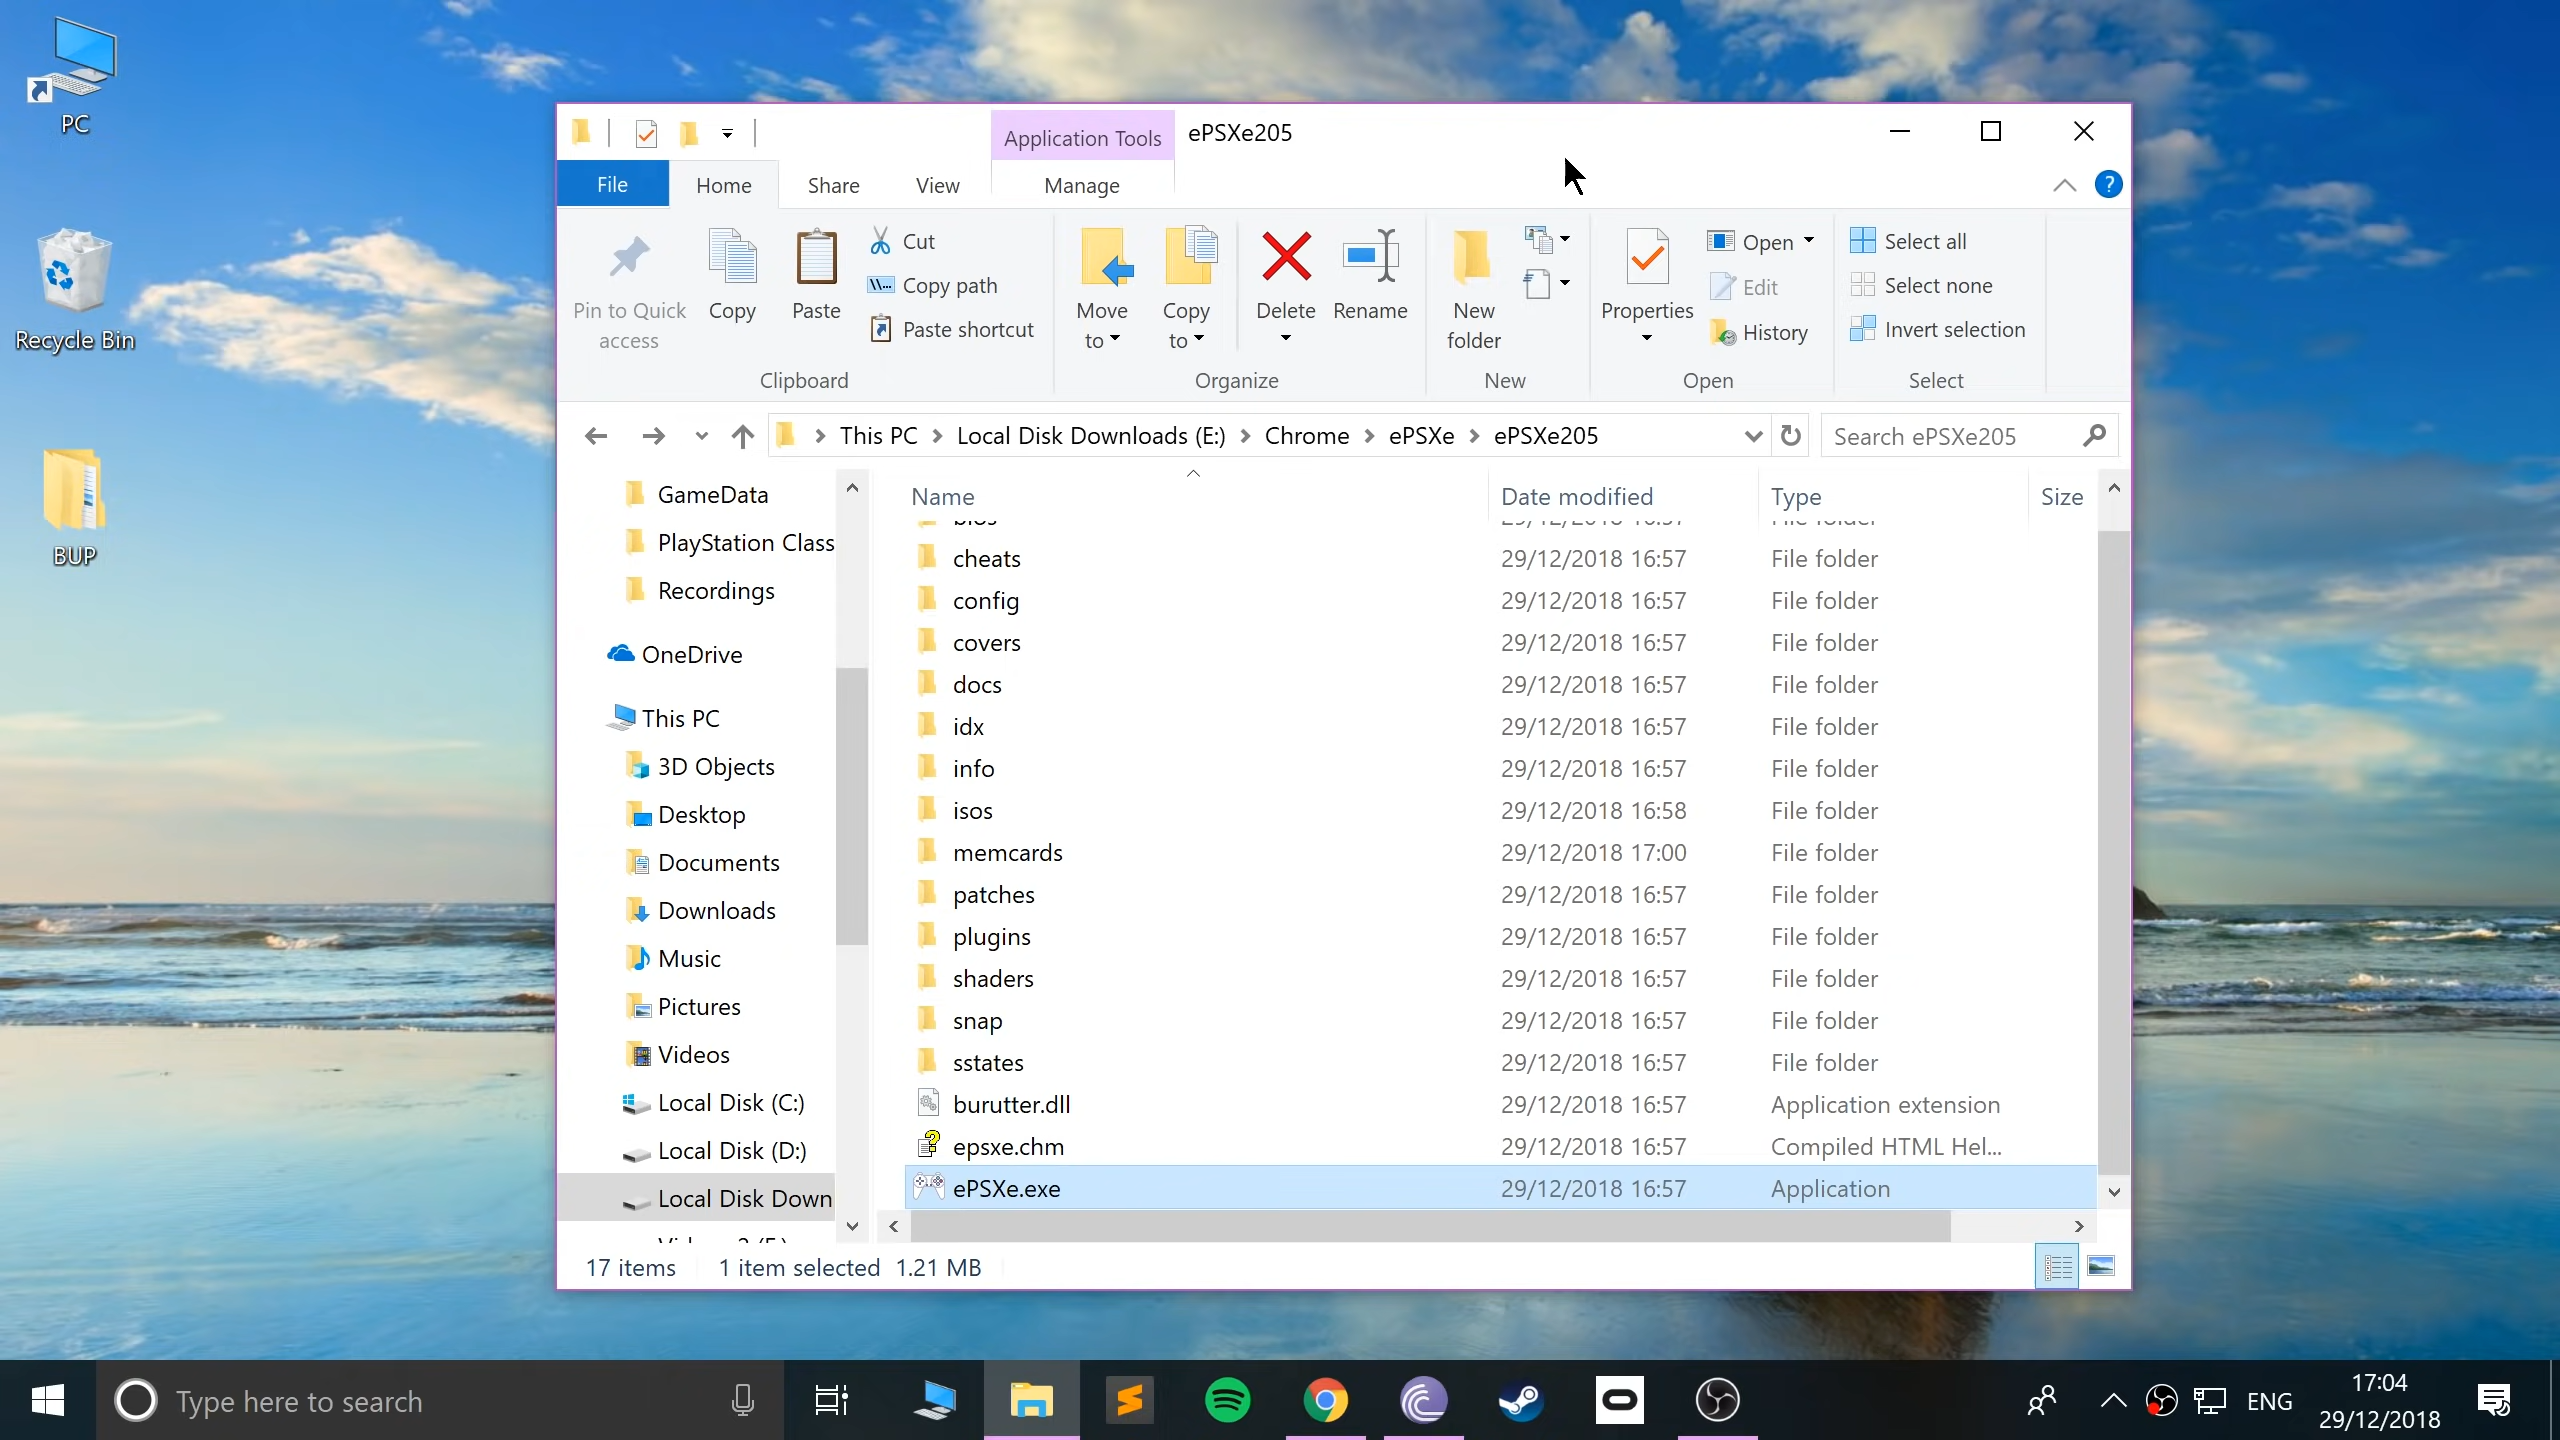 PC
Recycle Bin
BUP
Application Tools
ePSXe205
File
Home
Share
View
Manage
Pin to Quick access
Copy
Paste
Cut
Copy path
Paste shortcut
Clipboard
Move to
Copy to
Delete
Rename
Organize
New folder
New
Properties
Open
Edit
History
Open
Select all
Select none
Invert selection
Select
This PC
Local Disk Downloads (E:)
Chrome
ePSXe
ePSXe205
Search ePSXe205
GameData
PlayStation Class
Recordings
OneDrive
This PC
3D Objects
Desktop
Documents
Downloads
Music
Pictures
Videos
Local Disk (C:)
Local Disk (D:)
Local Disk Down
Name Date modified Type Size
cheats 29/12/2018 16:57 File folder
config 29/12/2018 16:57 File folder
covers 29/12/2018 16:57 File folder
docs 29/12/2018 16:57 File folder
idx 29/12/2018 16:57 File folder
info 29/12/2018 16:57 File folder
isos 29/12/2018 16:58 File folder
memcards 29/12/2018 17:00 File folder
patches 29/12/2018 16:57 File folder
plugins 29/12/2018 16:57 File folder
shaders 29/12/2018 16:57 File folder
snap 29/12/2018 16:57 File folder
sstates 29/12/2018 16:57 File folder
burutter.dll 29/12/2018 16:57 Application extension
epsxe.chm 29/12/2018 16:57 Compiled HTML Hel...
ePSXe.exe 29/12/2018 16:57 Application
17 items 1 item selected 1.21 MB
Type here to search
ENG
17:04
29/12/2018